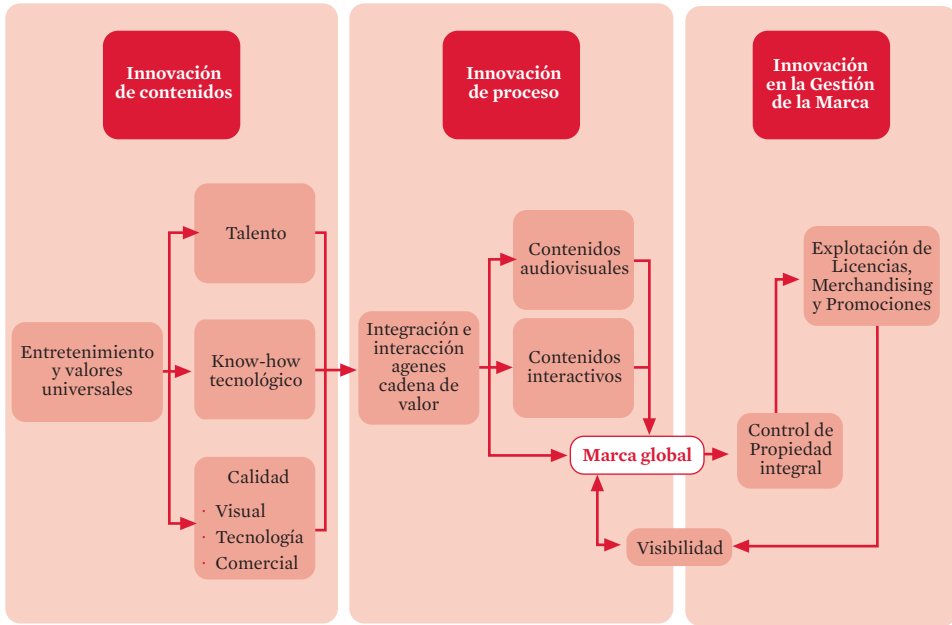 Innovación
de contenidos
Innovación
de proceso
Innovación
en la Gestión
de la Marca
Entretenimiento
y valores
universales
Talento
Know-how
tecnológico
Calidad
· Visual
· Tecnología
· Comercial
Integración e
interacción
agenes
cadena de
valor
Contenidos
audiovisuales
Contenidos
interactivos
Marca global
Visibilidad
Control de
Propiedad
integral
Explotación de
Licencias,
Merchandising
y Promociones